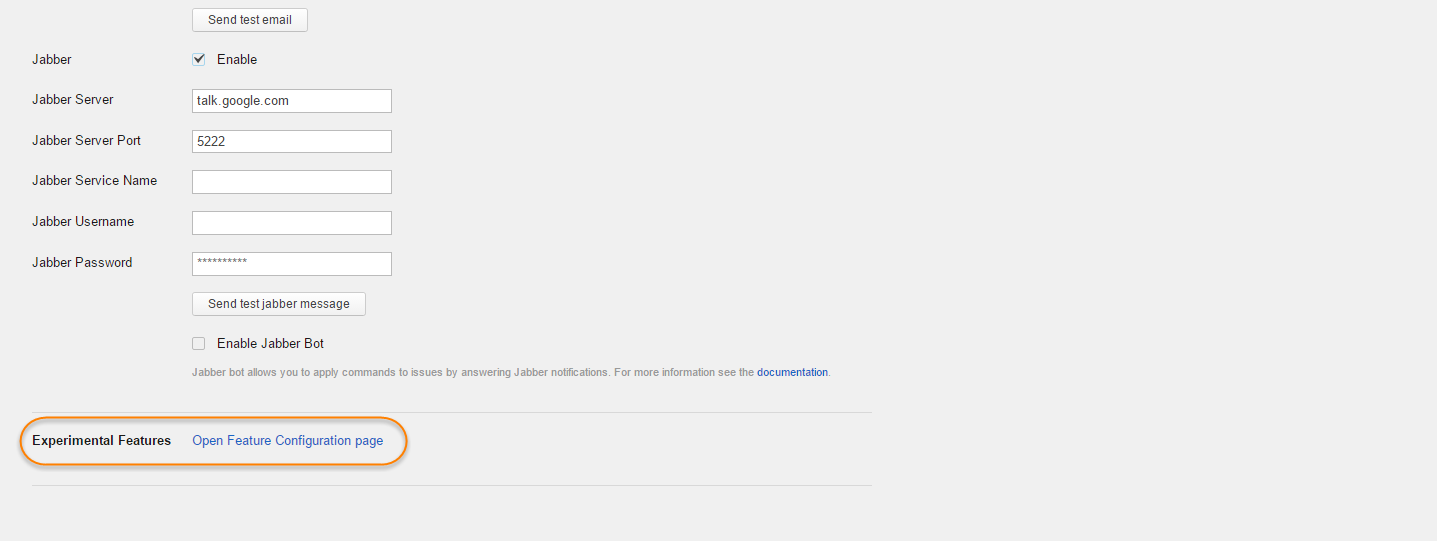 Send test email
Jabber Enable
Jabber Server talk.google.com
Jabber Server Port 5222
Jabber Service Name
Jabber Username
Jabber Password **********
Send test jabber message
Enable Jabber Bot
Jabber bot allows you to apply commands to issues by answering Jabber notifications. For more information see the documentation.
Experimental Features Open Feature Configuration page